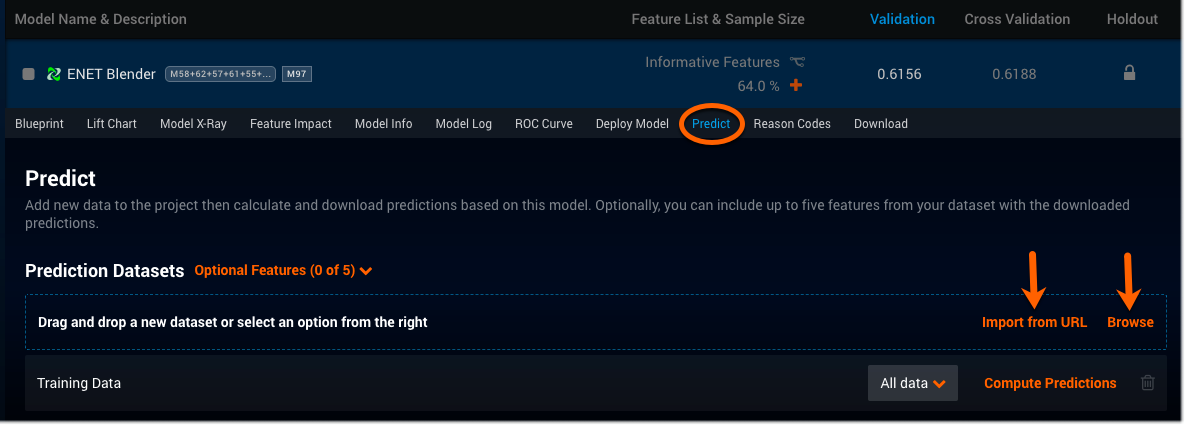 Model Name & Description Feature List & Sample Size Validation Cross Validation Holdout
Informative Features
ENET Blender M58+62+57+61+55+... M97 0.6156 0.6188
64.0 %
Blueprint Lift Chart Model X-Ray Feature Impact Model Info Model Log ROC Curve Deploy Model Predict Reason Codes Download
Predict
Add new data to the project then calculate and download predictions based on this model. Optionally, you can include up to five features from your dataset with the downloaded
predictions.
Prediction Datasets Optional Features (0 of 5)
Drag and drop a new dataset or select an option from the right Import from URL Browse
Training Data All data Compute Predictions